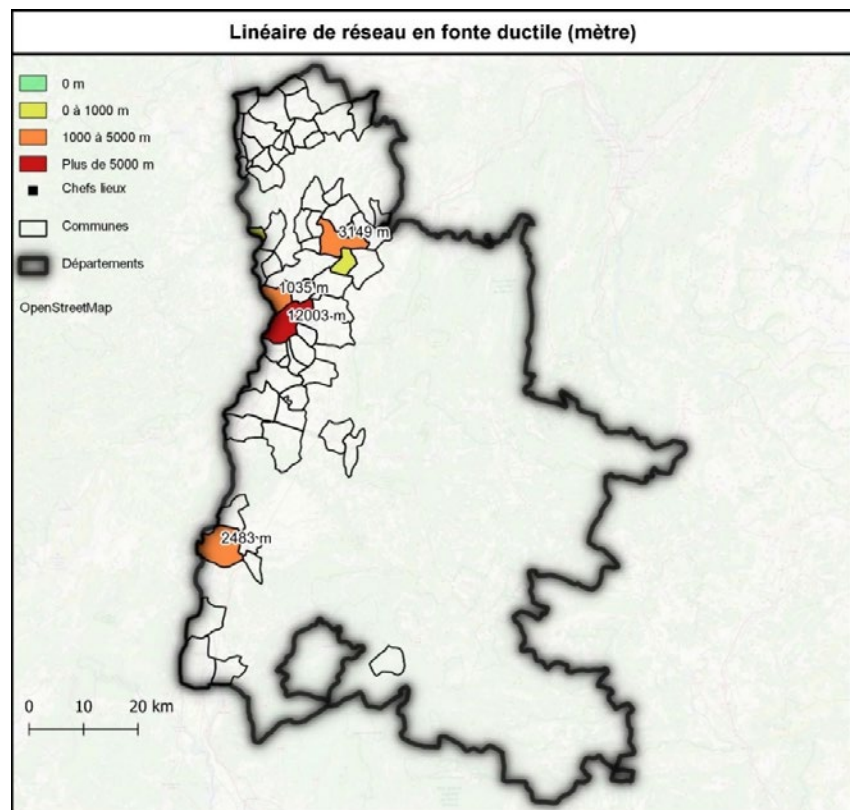 Linéaire de réseau en fonte ductile (mètre)
0 m
0 à 1000 m
1000 à 5000 m
Plus de 5000 m
Chefs lieux
Communes
Départements
OpenStreetMap
3149 m
1035 m
12003 m
2483 m
0 10 20 km